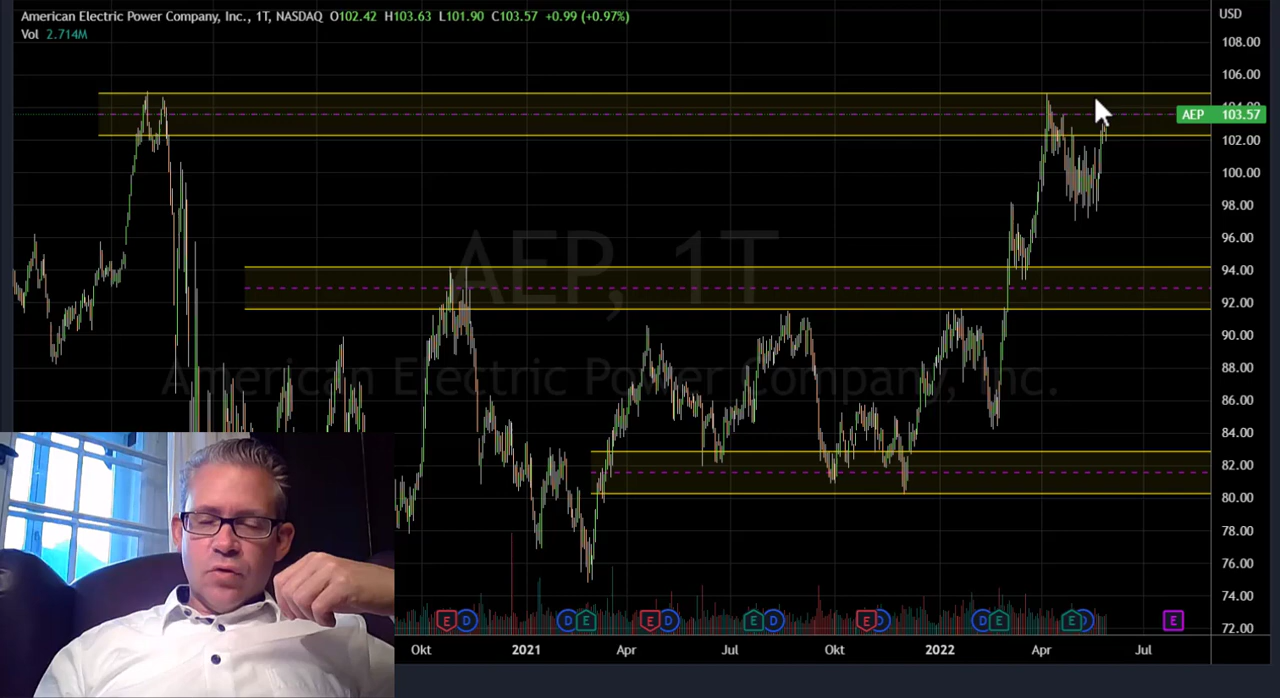 American Electric Power Company, Inc., 1T, NASDAQ O102.42 H103.63 L101.90 C103.57 +0.99 (+0.97%)
Vol 2.714M
USD
108.00
106.00
104.00
AEP 103.57
102.00
100.00
98.00
96.00
94.00
92.00
90.00
88.00
86.00
84.00
82.00
80.00
78.00
76.00
74.00
72.00
AEP, 1T
American Electric Power Company, Inc.
E D D E E D E D E D D E E D E
Okt 2021 Apr Jul Okt 2022 Apr Jul